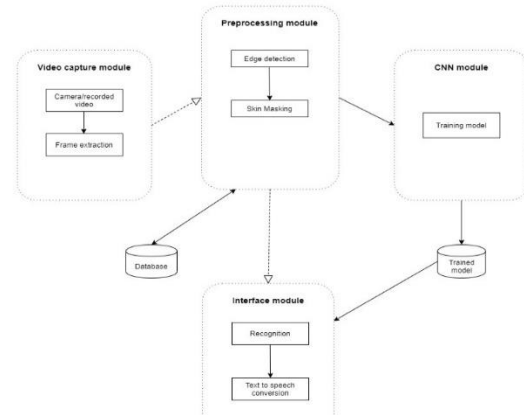 Preprocessing module
Edge detection
Skin Masking
Video capture module
Camera/recorded
video
Frame extraction
CNN module
Training model
Database
Trained
model
Interface module
Recognition
Text to speech
conversion